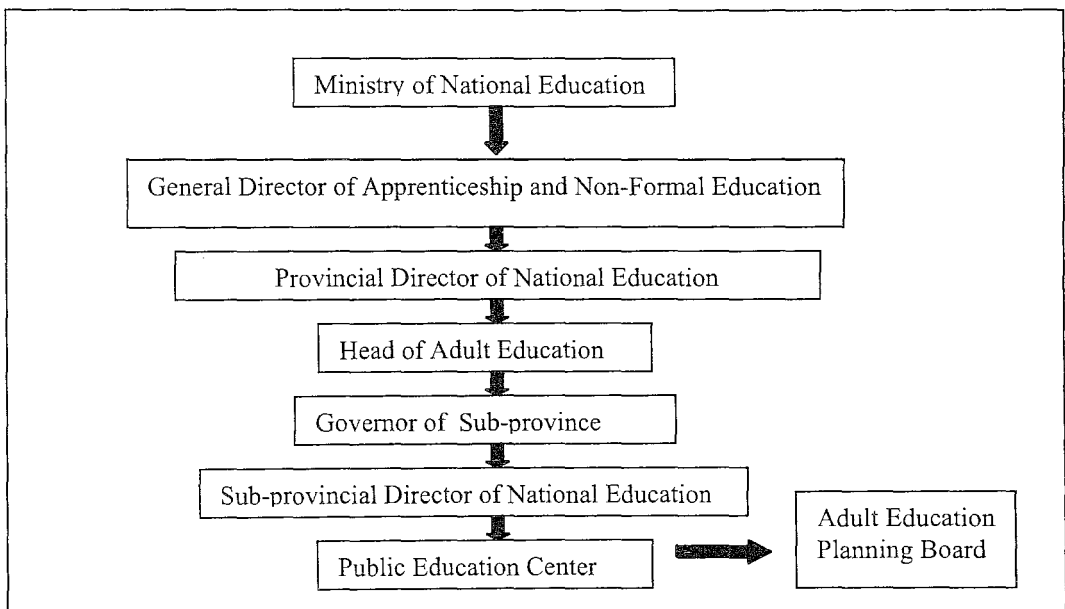 Ministry of National Education
General Director of Apprenticeship and Non-Formal Education
Provincial Director of National Education
Head of Adult Education
Governor of Sub-province
Sub-provincial Director of National Education
Public Education Center
Adult Education
Planning Board